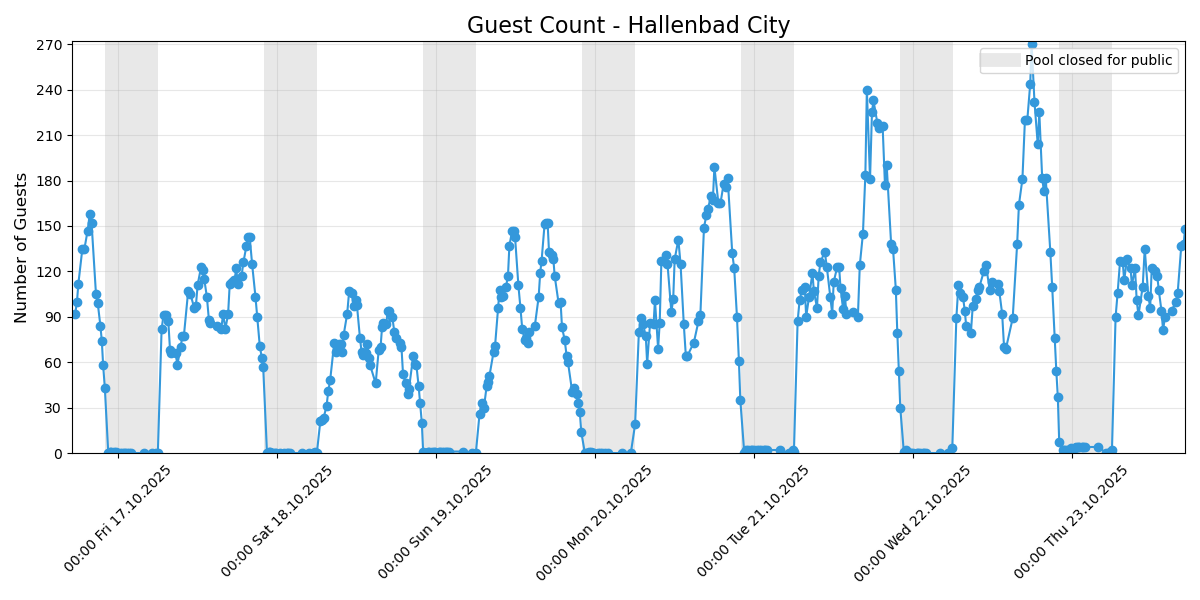 Guest Count - Hallenbad City
Number of Guests
270
240
210
180
150
120
90
60
30
0
Pool closed for public
00:00 Fri 17.10.2025
00:00 Sat 18.10.2025
00:00 Sun 19.10.2025
00:00 Mon 20.10.2025
00:00 Tue 21.10.2025
00:00 Wed 22.10.2025
00:00 Thu 23.10.2025